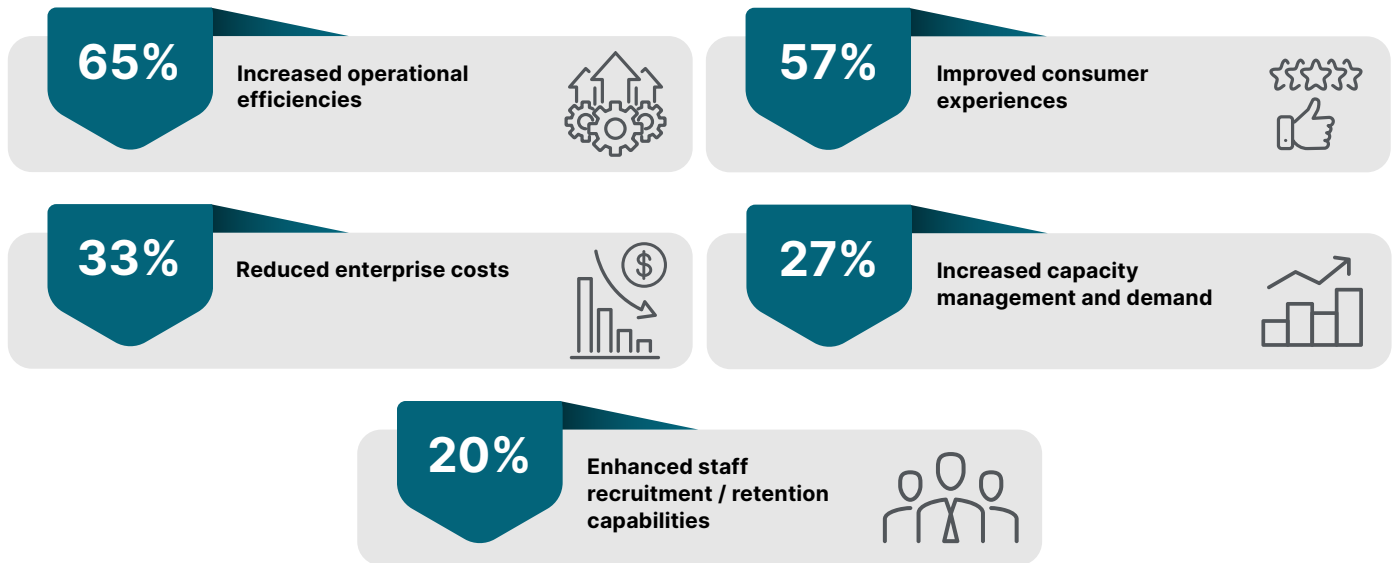 65%
Increased operational
efficiencies
57%
Improved consumer
experiences
33%
Reduced enterprise costs
$
27%
Increased capacity
management and demand
20%
Enhanced staff
recruitment / retention
capabilities